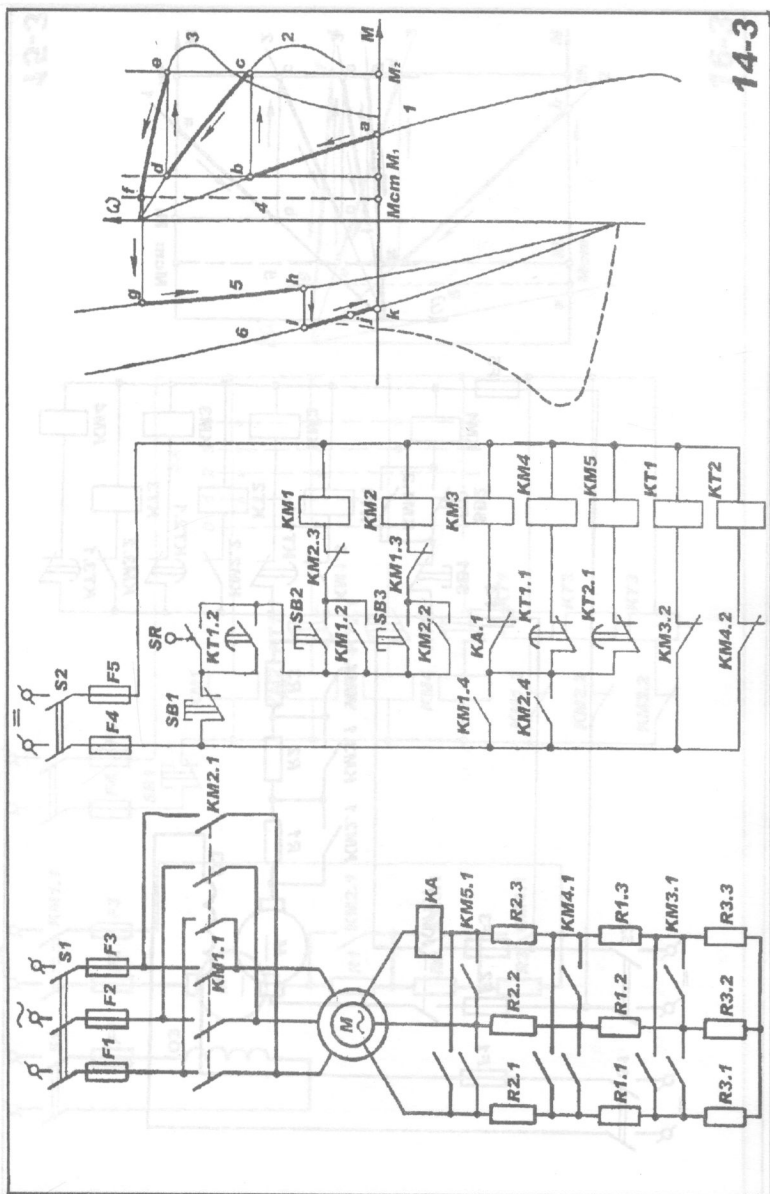 ≃
S1
F1
F2
F3
KM1.1
KM2.1
M
∼
KA
KM5.1
R2.1
R2.2
R2.3
KM4.1
R1.1
R1.2
R1.3
KM3.1
R3.1
R3.2
R3.3
=
S2
F4
F5
SB1
SR
KT1.2
SB2
KM1.2
KM2.3
KM1
SB3
KM2.2
KM1.3
KM2
KM1.4
KA.1
KM3
KM2.4
KT1.1
KM4
KT2.1
KM5
KM3.2
KT1
KM4.2
KT2
ω
M
g
f
e
3
d
c
2
b
a
1
h
i
j
k
5
6
4
Mcт
M₁
M₂
14-3